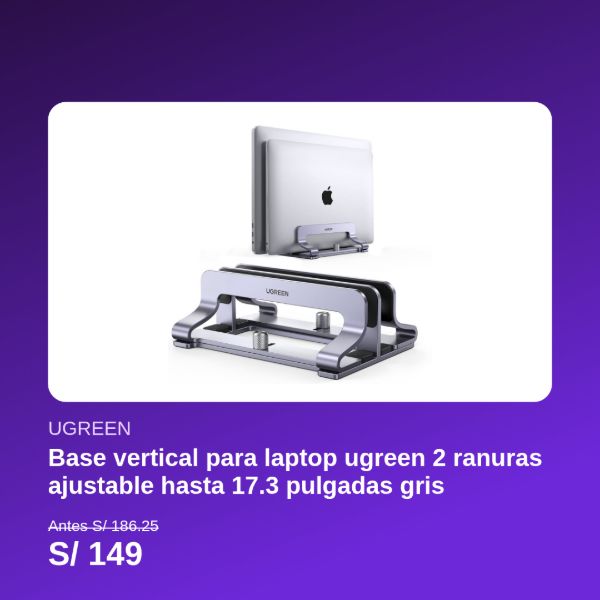 UGREEN
UGREEN
Base vertical para laptop ugreen 2 ranuras
ajustable hasta 17.3 pulgadas gris
Antes S/ 186.25
S/ 149